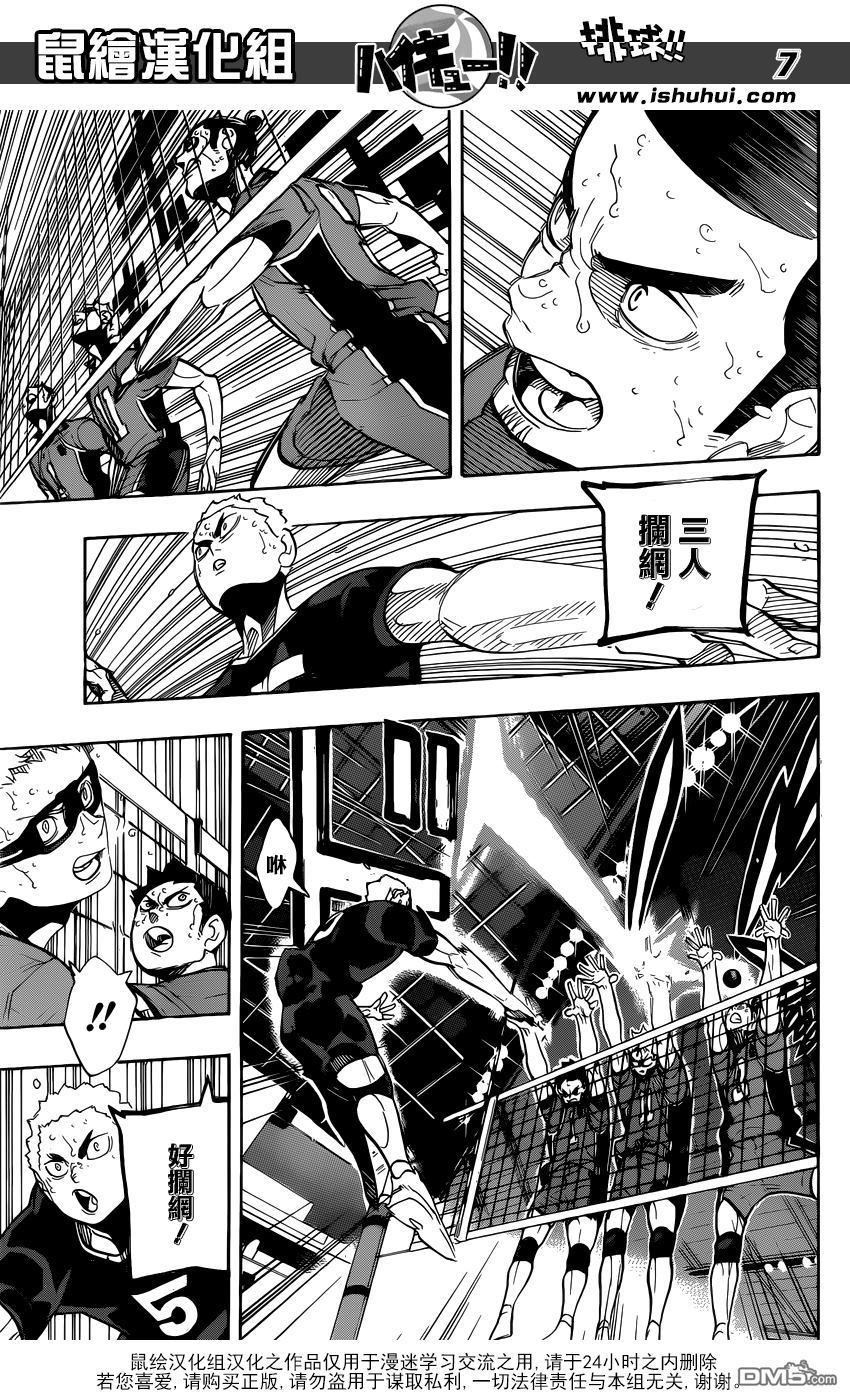 鼠繪漢化組
ハイキュー!!
排球!!
7
www.ishuhui.com
三人
攔網!
咻
!!
好攔網!
5
鼠绘汉化组汉化之作品仅用于漫迷学习交流之用,请于24小时之内删除
若您喜爱,请购买正版,请勿盗用于谋取私利,一切法律责任与本组无关,谢谢。
DM5.com